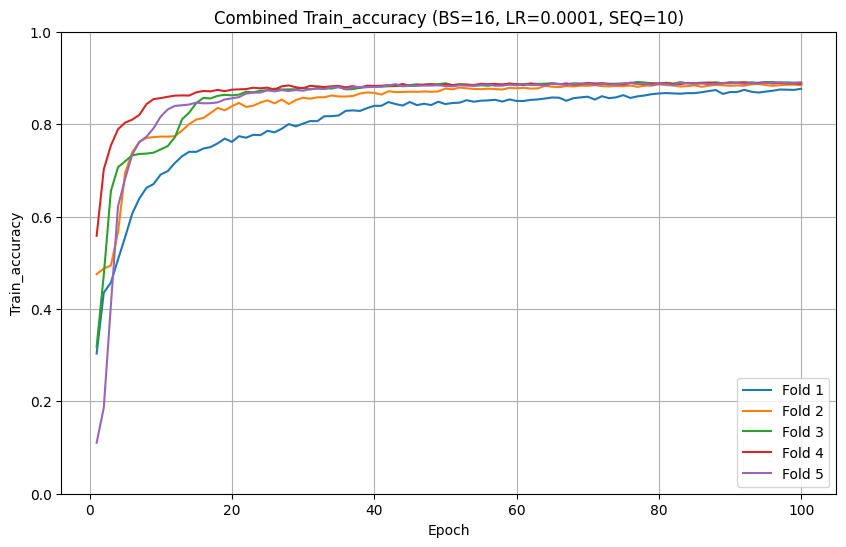 Combined Train_accuracy (BS=16, LR=0.0001, SEQ=10)
1.0
0.8
0.6
0.4
0.2
0.0
Train_accuracy
0 20 40 60 80 100
Epoch
Fold 1
Fold 2
Fold 3
Fold 4
Fold 5